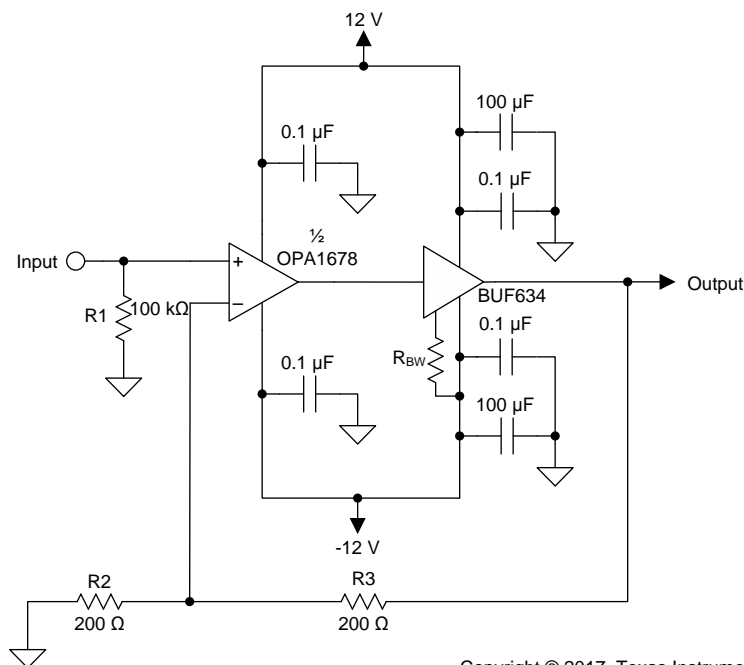 12 V
100 µF
0.1 µF
0.1 µF
½
OPA1678
Input
+
−
R1
100 kΩ
BUF634
Output
RBW
0.1 µF
0.1 µF
100 µF
-12 V
R2
R3
200 Ω
200 Ω
Copyright © 2017, Texas Instrume